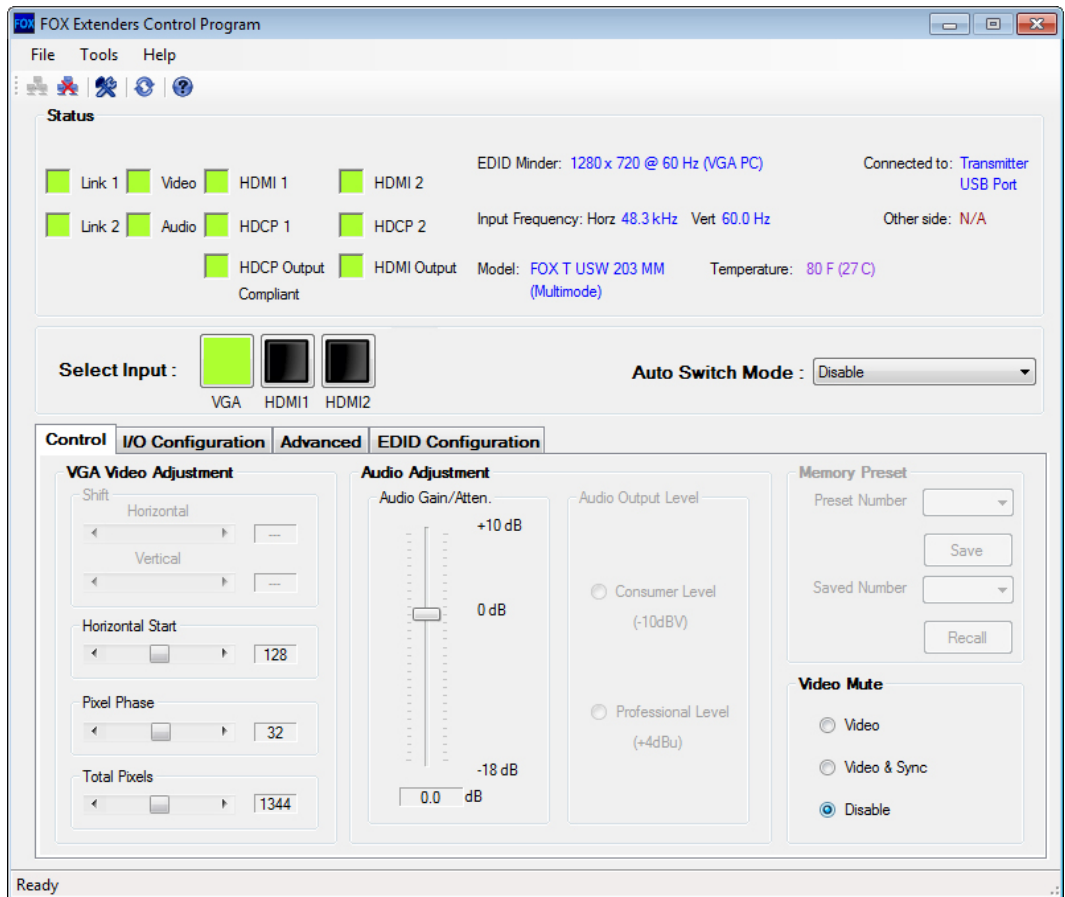 FOX FOX Extenders Control Program
File Tools Help
Status
Link 1 Video HDMI 1 HDMI 2
EDID Minder: 1280 x 720 @ 60 Hz (VGA PC)
Connected to: Transmitter
USB Port
Link 2 Audio HDCP 1 HDCP 2
Input Frequency: Horz 48.3 kHz Vert 60.0 Hz
Other side: N/A
HDCP Output
Compliant
HDMI Output
Model: FOX T USW 203 MM
(Multimode)
Temperature: 80 F (27 C)
Select Input :
VGA HDMI1 HDMI2
Auto Switch Mode : Disable
Control I/O Configuration Advanced EDID Configuration
VGA Video Adjustment
Shift
Horizontal
---
Vertical
---
Horizontal Start
128
Pixel Phase
32
Total Pixels
1344
Audio Adjustment
Audio Gain/Atten.
+10 dB
0 dB
-18 dB
0.0 dB
Audio Output Level
Consumer Level
(-10dBV)
Professional Level
(+4dBu)
Memory Preset
Preset Number
Save
Saved Number
Recall
Video Mute
Video
Video & Sync
Disable
Ready